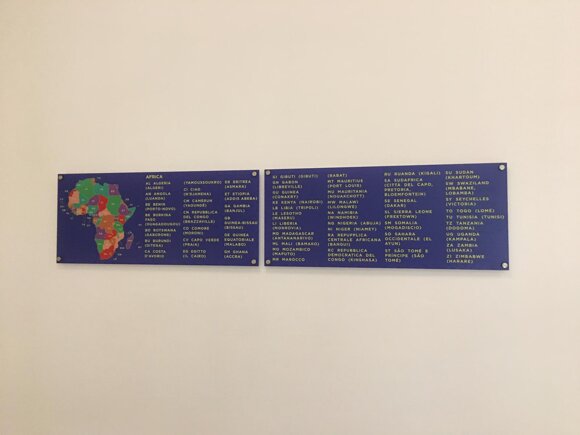 AFRICA
AL ALGERIA
(ALGERI)
AN ANGOLA
(LUANDA)
BE BENIN
(PORTO-NOVO)
BK BURKINA
FASO
(OUAGADOUGOU)
BO BOTSWANA
(GABORONE)
BU BURUNDI
(GITEGA)
CA COSTA
D'AVORIO
(YAMOUSSOUKRO)
CI CIAD
(N'DJAMENA)
CM CAMERUN
(YAOUNDÉ)
CN REPUBBLICA
DEL CONGO
(BRAZZAVILLE)
CO COMORE
(MORONI)
CV CAPO VERDE
EG EGITTO
(IL CAIRO)
ER ERITREA
(ASMARA)
ET ETIOPIA
(ADDIS ABEBA)
GA GAMBIA
(BANJUL)
GB
GUINEA-BISSAU
(BISSAU)
GE GUINEA
EQUATORIALE
(MALABO)
GH GHANA
(ACCRA)
GI GIBUTI (GIBUTI)
GN GABON
(LIBREVILLE)
GU GUINEA
(CONAKRY)
KE KENYA (NAIROBI)
LE LESOTHO
(MASERU)
LI LIBERIA
(MONROVIA)
MG MADAGASCAR
(ANTANANARIVO)
ML MALI (BAMAKO)
MO MOZAMBICO
(MAPUTO)
MR MAROCCO
(RABAT)
MT MAURITIUS
(PORT LOUIS)
MU MAURITANIA
(NOUAKCHOTT)
MW MALAWI
(LILONGWE)
NA NAMIBIA
(WINDHOEK)
NG NIGERIA (ABUJA)
NI NIGER (NIAMEY)
RA REPUPPLICA
CENTRALE AFRICANA
(BANGUI)
RC REPUBBLICA
DEMOCRATICA DEL
CONGO (KINSHASA)
RU RUANDA (KIGALI)
SA SUDAFRICA
(CITTÀ DEL CAPO,
PRETORIA,
BLOEMFONTEIN)
SE SENEGAL
(DAKAR)
SL SIERRA LEONE
(FREETOWN)
SM SOMALIA
(MOGADISCIO)
SO SAHARA
OCCIDENTALE (EL
AYUN)
ST SÃO TOMÉ E
PRINCIPE (SÃO
TOMÉ)
SU SUDAN
(KHARTOUM)
SW SWAZILAND
(MBABANE,
LOBAMBA)
SY SEYCHELLES
(VICTORIA)
TO TOGO (LOMÉ)
TU TUNISIA (TUNISI)
TZ TANZANIA
(DODOMA)
UG UGANDA
(KAMPALA)
ZA ZAMBIA
(LUSAKA)
ZI ZIMBABWE
(HARARE)